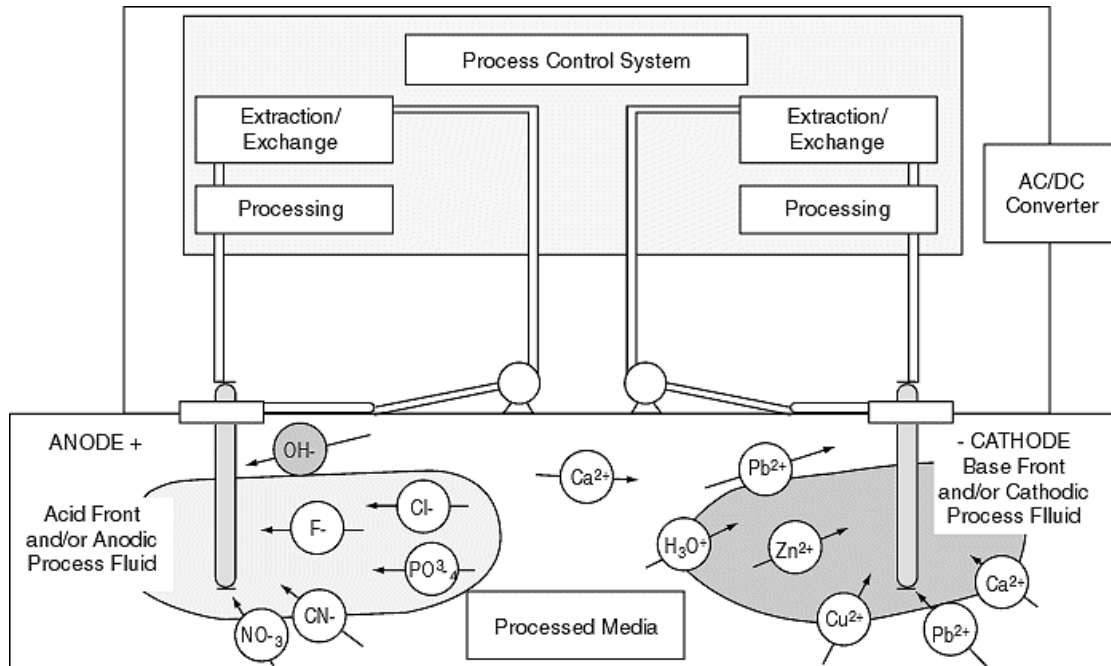 Process Control System
Extraction/
Exchange
Extraction/
Exchange
Processing
Processing
AC/DC
Converter
ANODE +
OH-
Acid Front
and/or Anodic
Process Fluid
Cl-
F-
PO³-₄
CN-
NO-₃
Ca²⁺
Processed Media
Pb²⁺
H₃O⁺
Zn²⁺
Cu²⁺
Pb²⁺
Ca²⁺
- CATHODE
Base Front
and/or Cathodic
Process Flluid